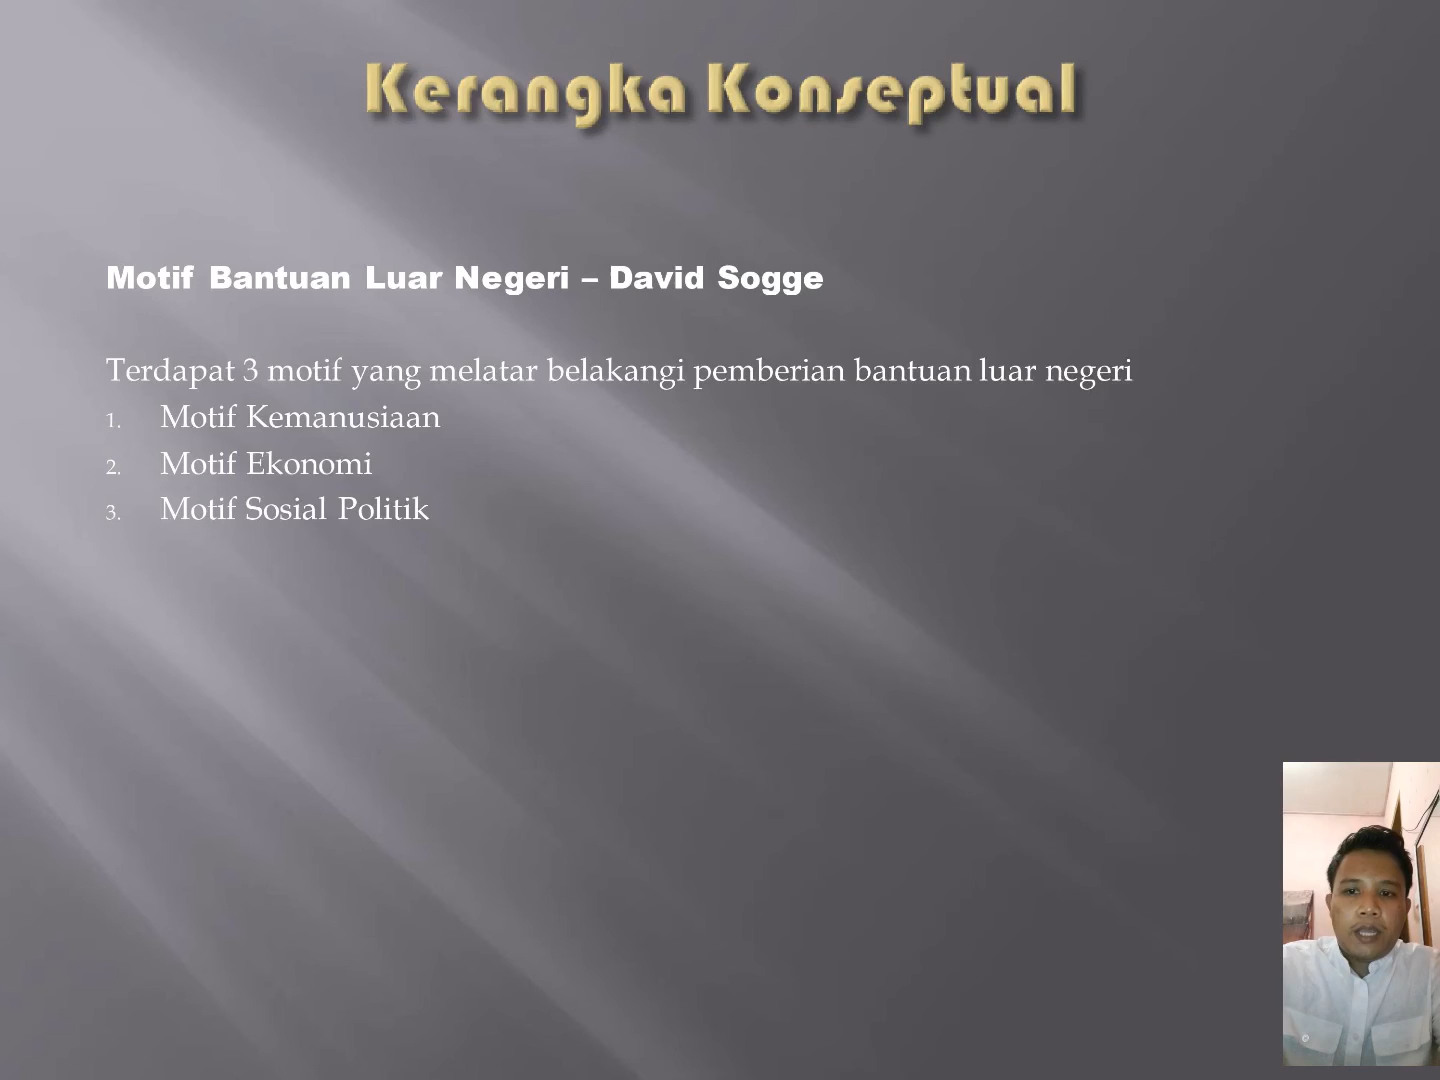 Kerangka Konseptual
Motif Bantuan Luar Negeri – David Sogge
Terdapat 3 motif yang melatar belakangi pemberian bantuan luar negeri
1. Motif Kemanusiaan
2. Motif Ekonomi
3. Motif Sosial Politik